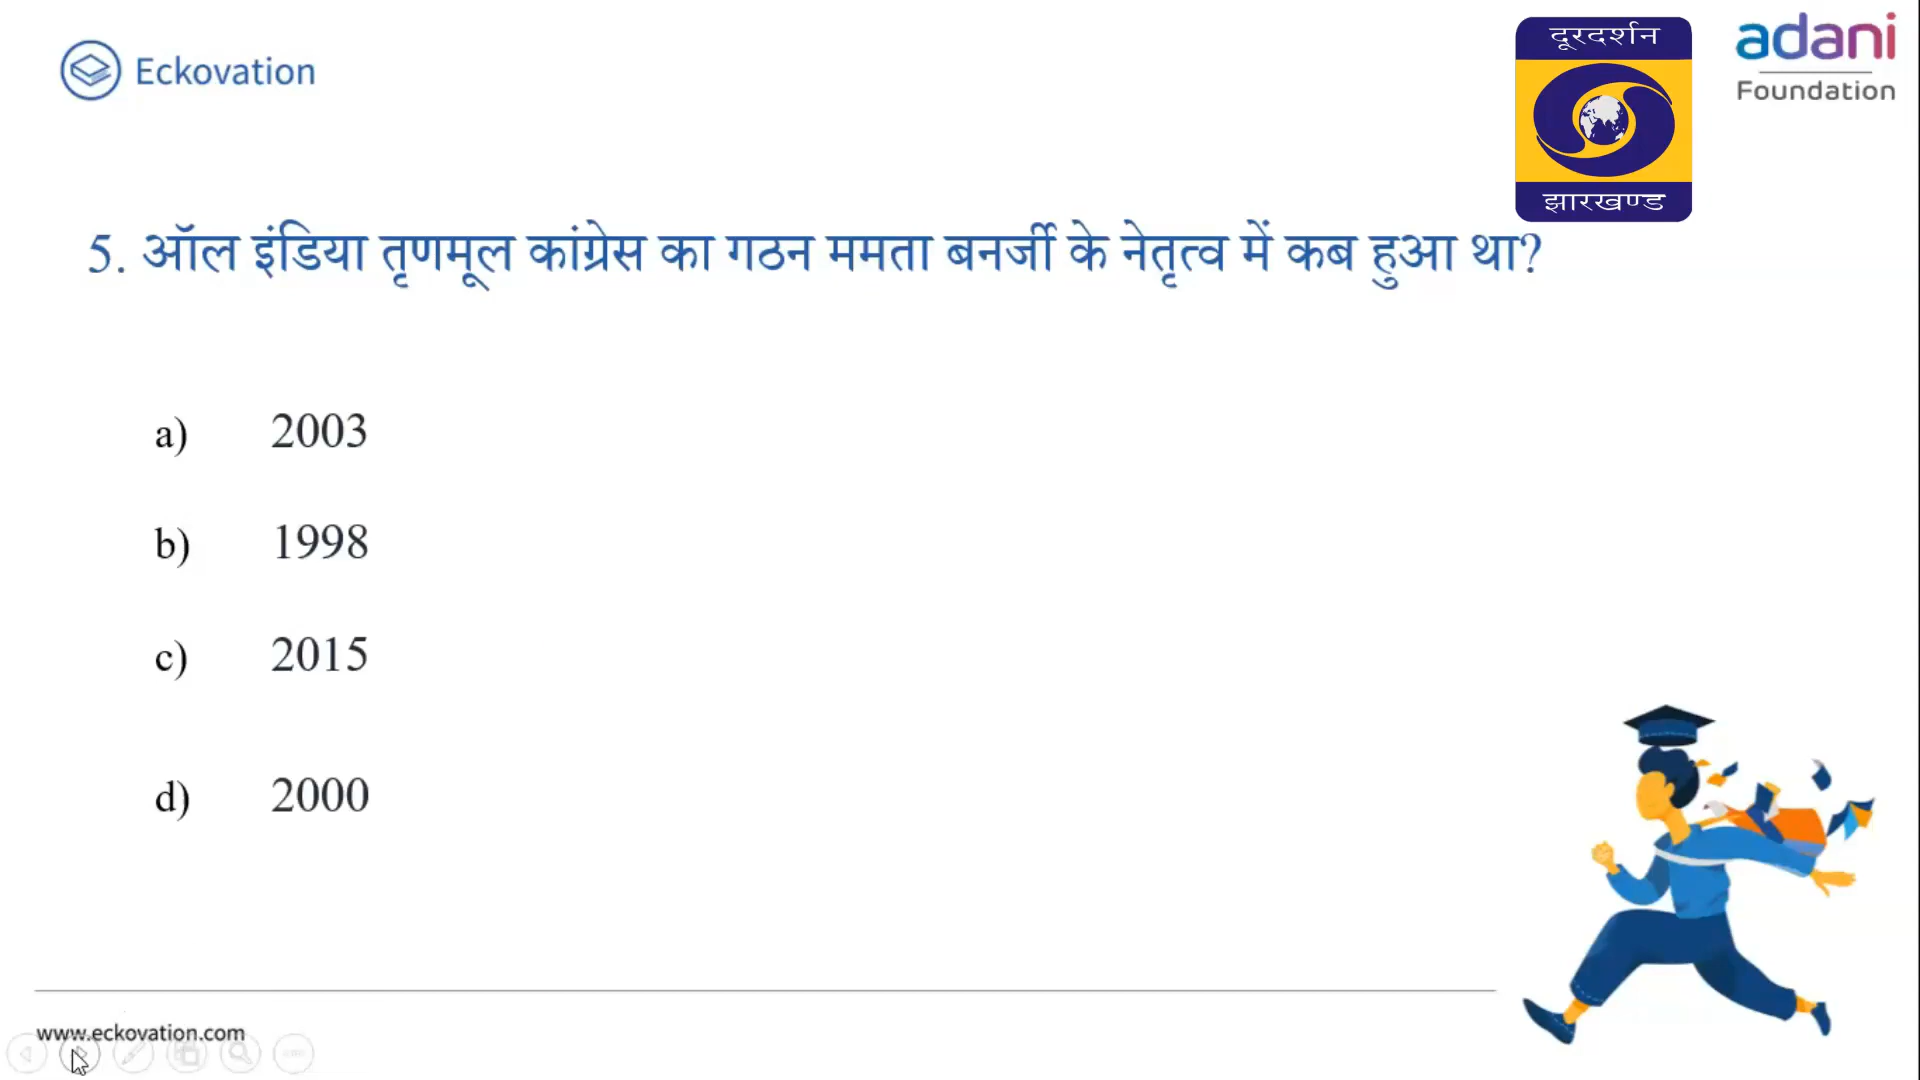 Eckovation
दूरदर्शन
झारखण्ड
adani
Foundation
5. ऑल इंडिया तृणमूल कांग्रेस का गठन ममता बनर्जी के नेतृत्व में कब हुआ था?
a) 2003
b) 1998
c) 2015
d) 2000
www.eckovation.com